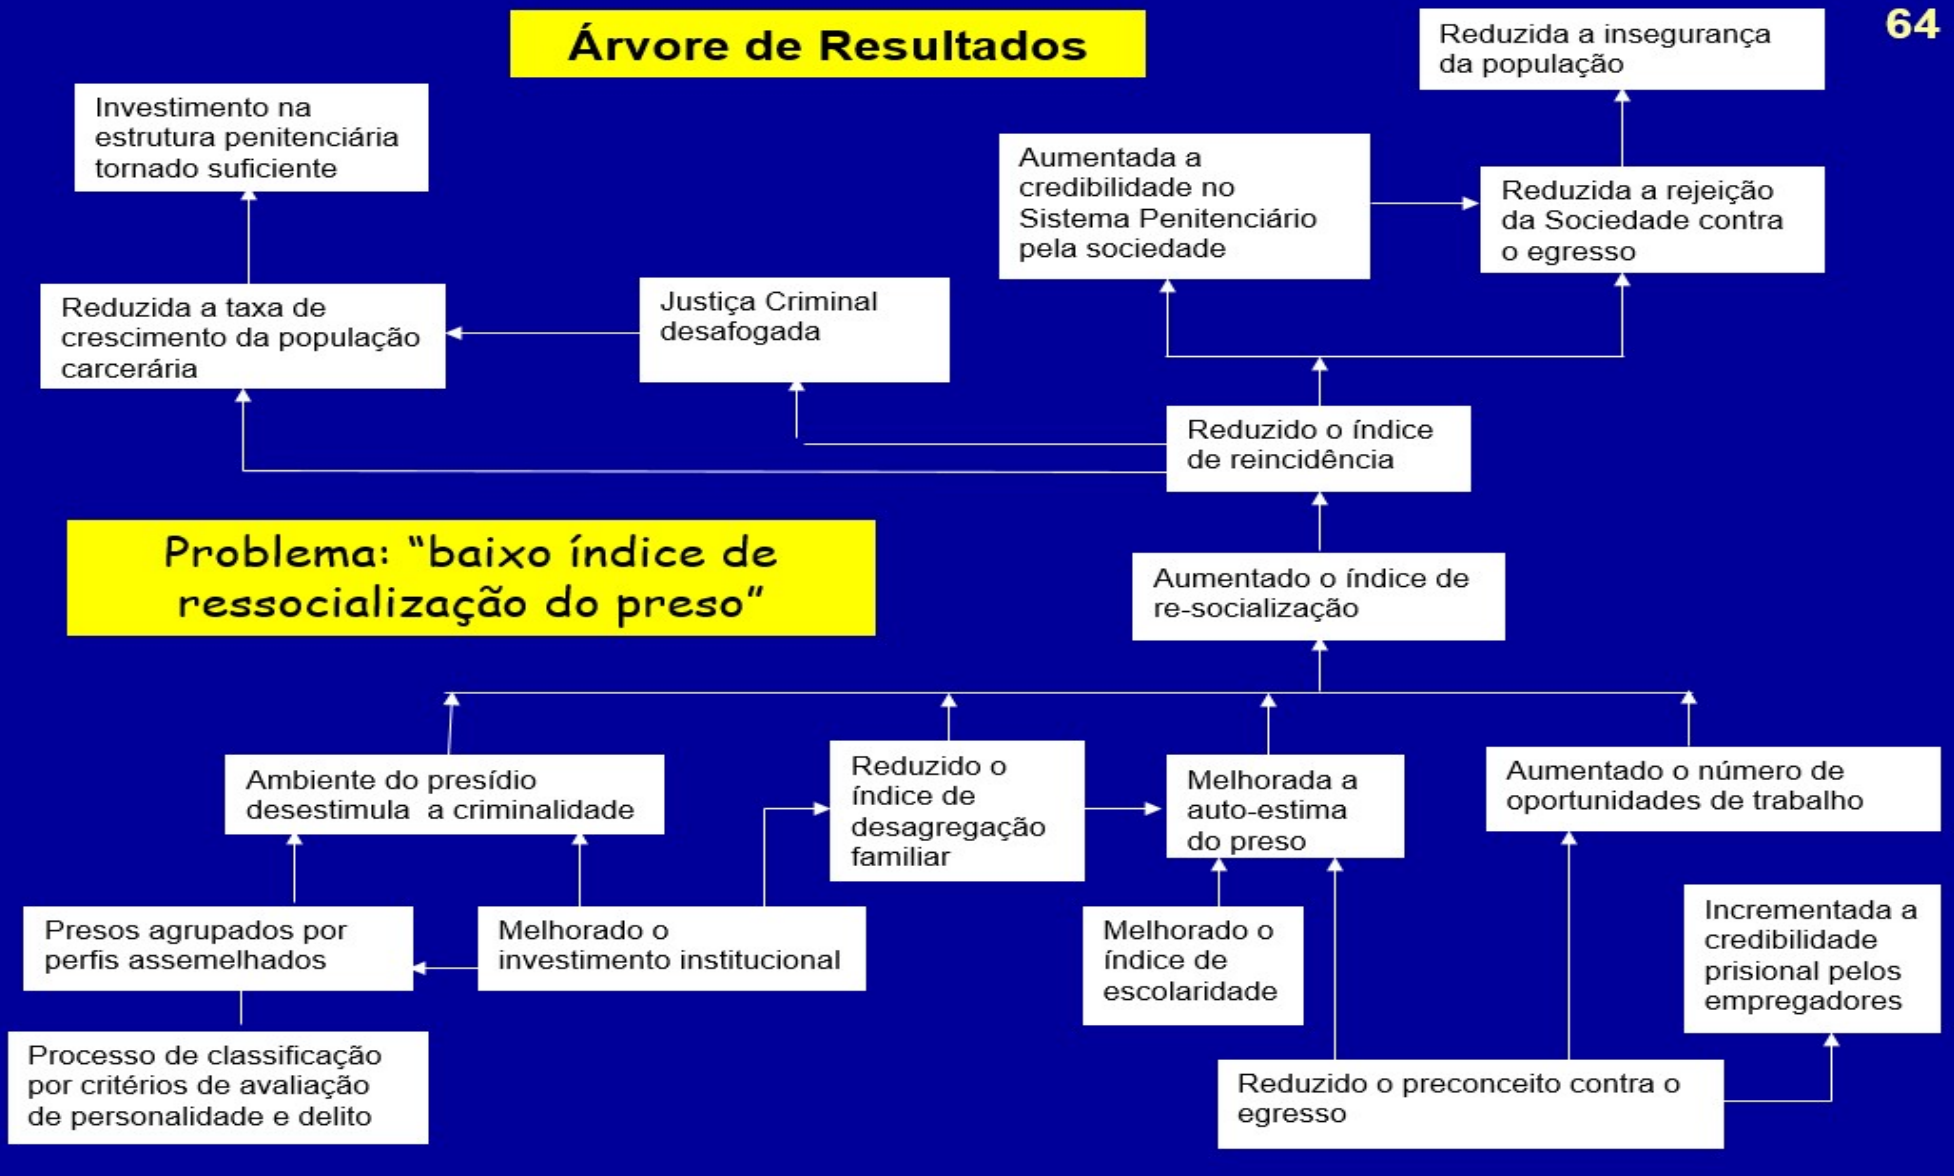 Árvore de Resultados
64
Reduzida a insegurança
da população
Investimento na
estrutura penitenciária
tornado suficiente
Aumentada a
credibilidade no
Sistema Penitenciário
pela sociedade
Reduzida a rejeição
da Sociedade contra
o egresso
Reduzida a taxa de
crescimento da população
carcerária
Justiça Criminal
desafogada
Reduzido o índice
de reincidência
Problema: “baixo índice de
ressocialização do preso”
Aumentado o índice de
re-socialização
Ambiente do presídio
desestimula  a criminalidade
Reduzido o
índice de
desagregação
familiar
Melhorada a
auto-estima
do preso
Aumentado o número de
oportunidades de trabalho
Presos agrupados por
perfis assemelhados
Melhorado o
investimento institucional
Melhorado o
índice de
escolaridade
Incrementada a
credibilidade
prisional pelos
empregadores
Processo de classificação
por critérios de avaliação
de personalidade e delito
Reduzido o preconceito contra o
egresso